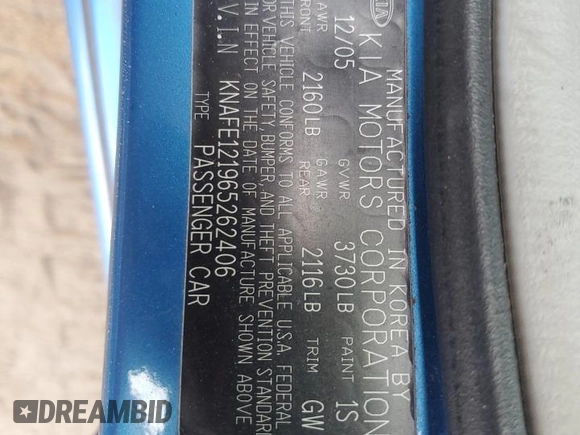 KIA
MANUFACTURED IN KOREA BY
KIA MOTORS CORPORATION
12/05 GVWR 3730LB PAINT 1S
GAWR FRONT 2160LB GAWR REAR 2116LB TRIM GW
THIS VEHICLE CONFORMS TO ALL APPLICABLE U.S.A. FEDERAL
VEHICLE SAFETY, BUMPER, AND THEFT PREVENTION
IN EFFECT ON THE DATE OF MANUFACTURE SHOWN ABOVE
V.I.N KNAFE121965262406
TYPE PASSENGER CAR
DREAMBID